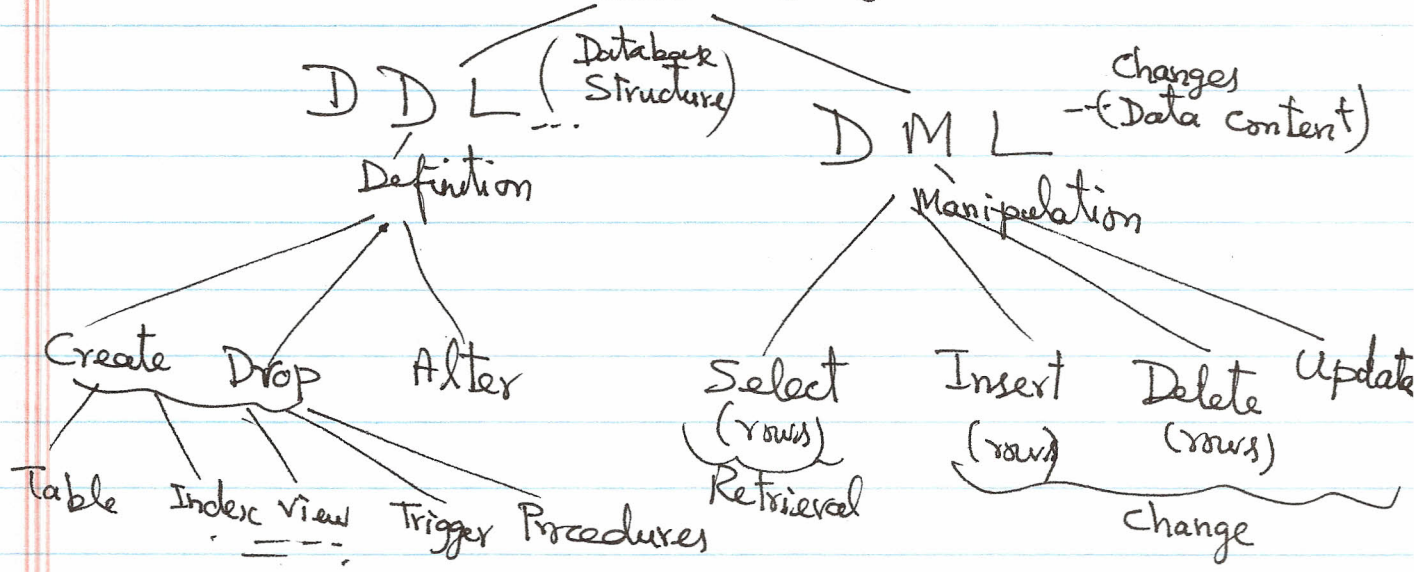 DDL (Database Structure)
Definition
DML - (Changes
Data content)
Manipulation
Create Drop Alter
Select Insert Delete Update
(rows) (rows) (rows)
Retrieval
Change
Table Index View Trigger Procedures